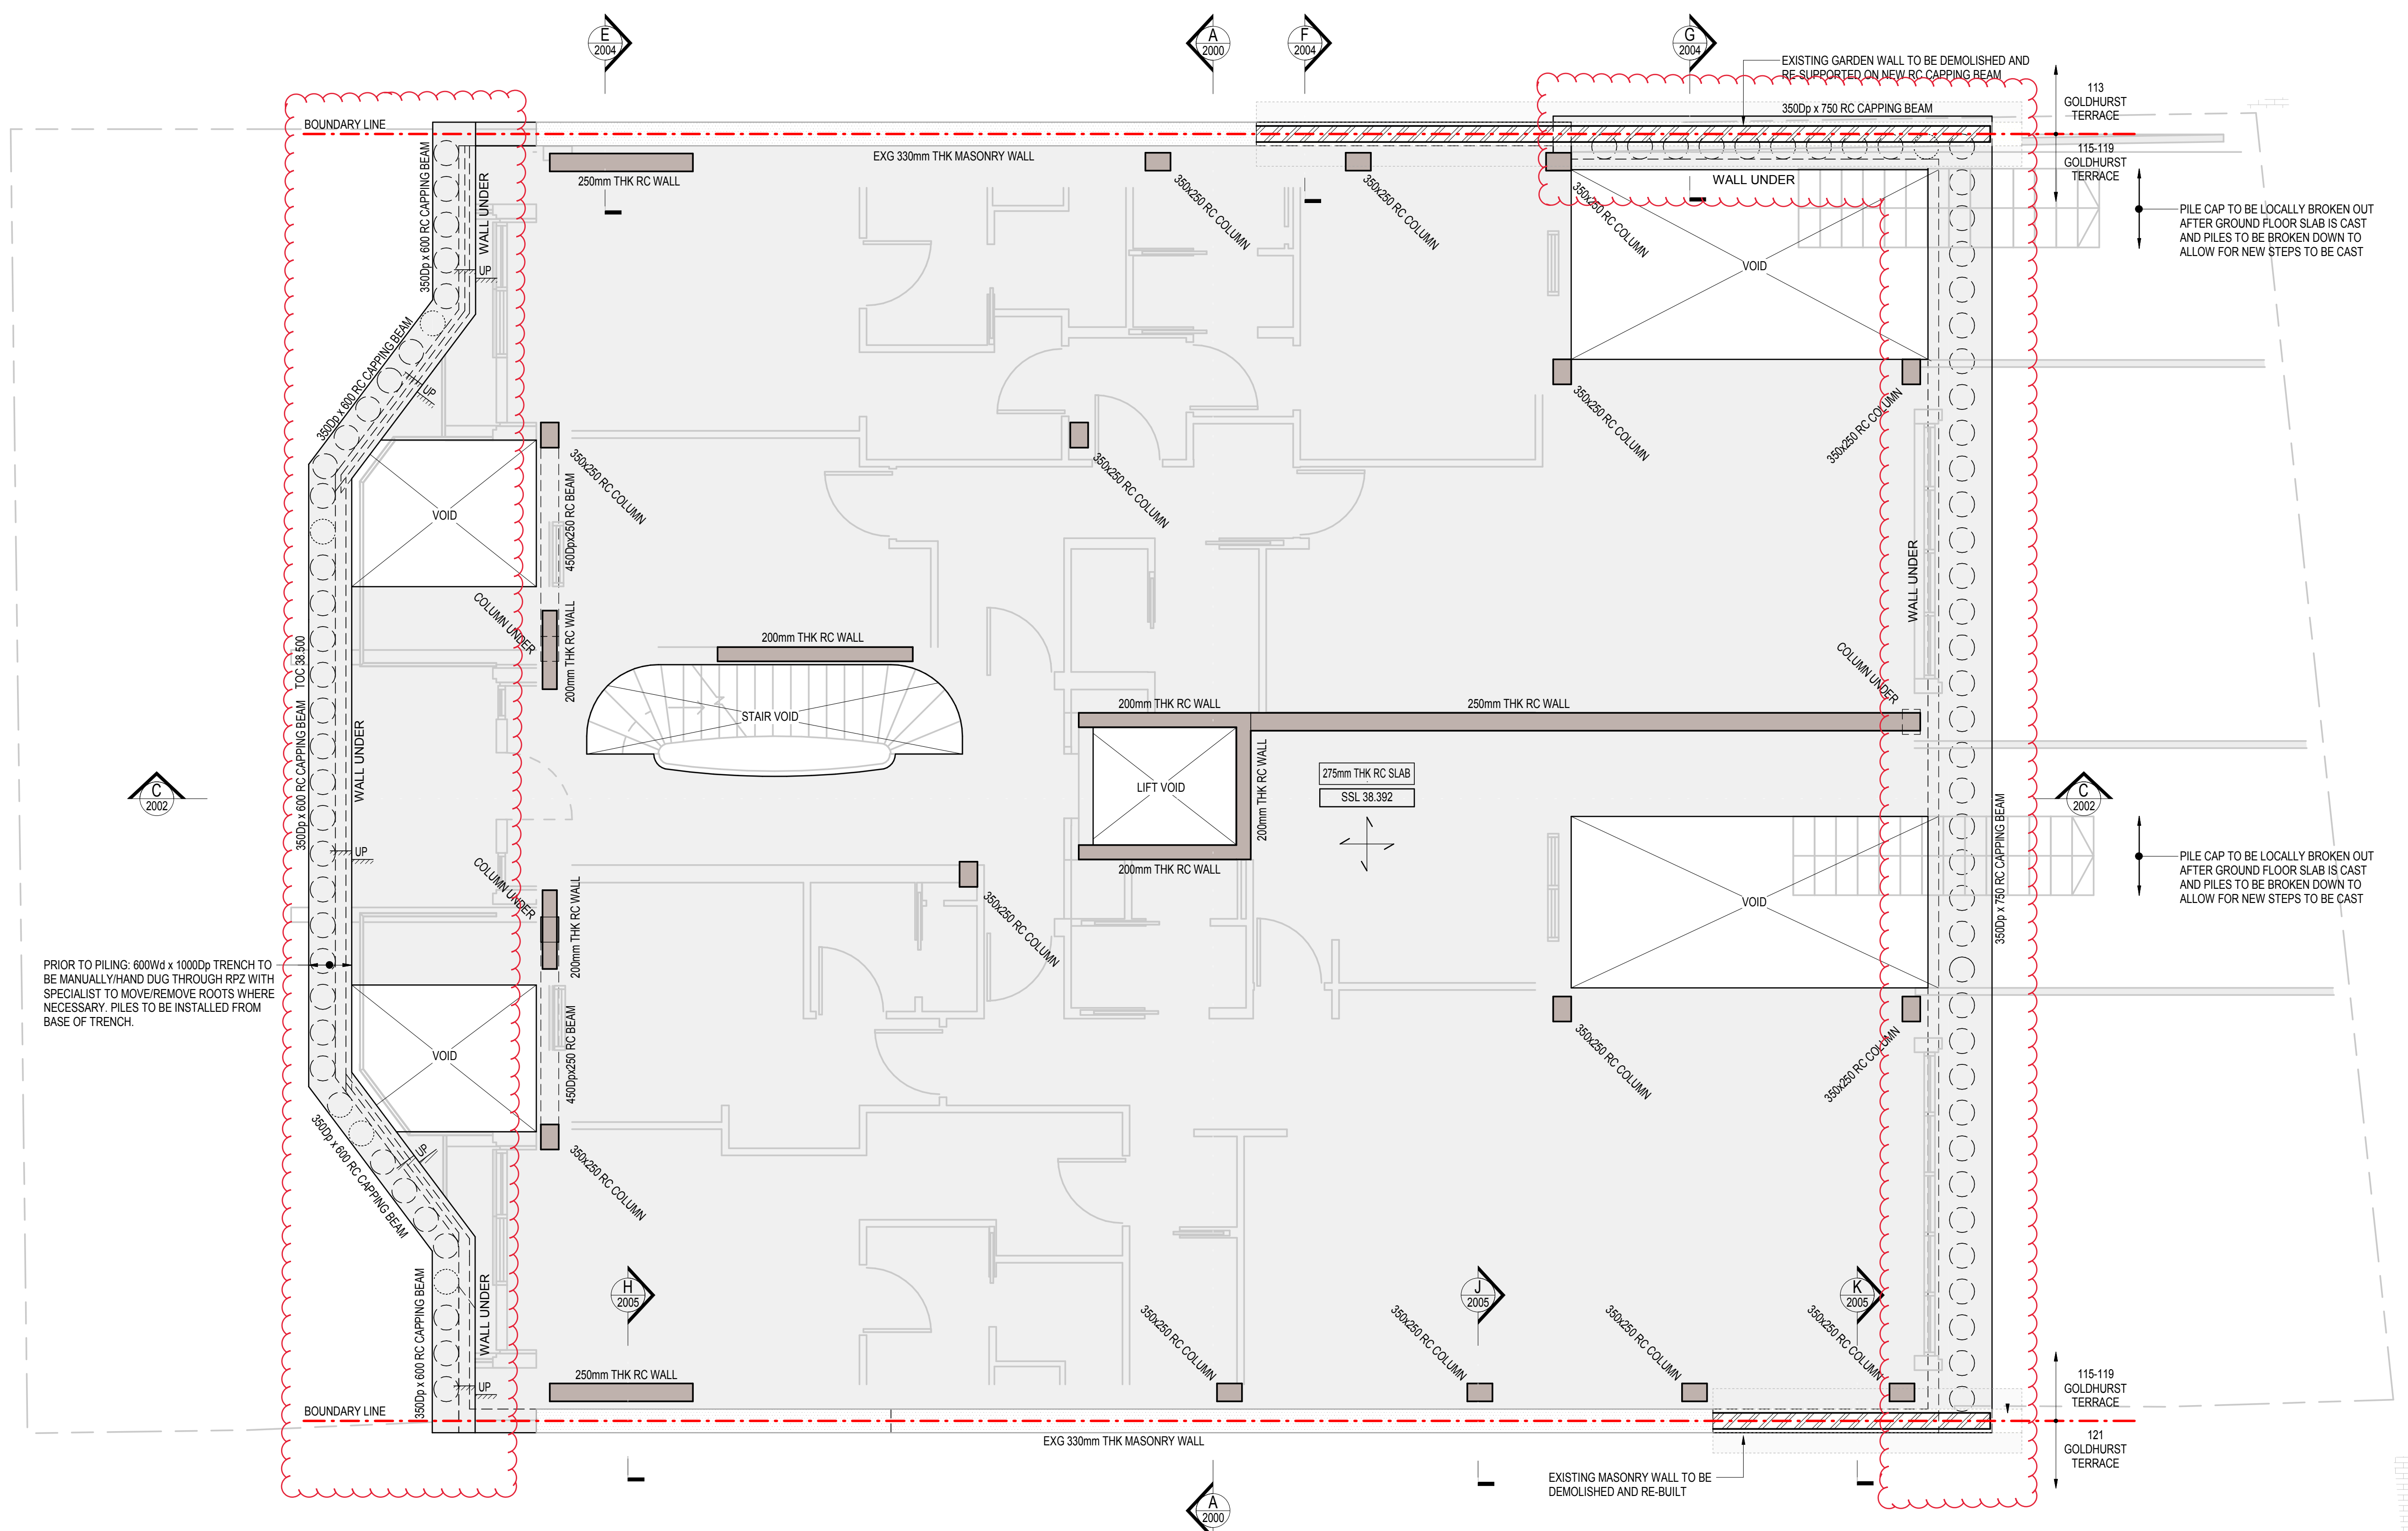 E
2004
A
2000
F
2004
G
2004
EXISTING GARDEN WALL TO BE DEMOLISHED AND
RE-SUPPORTED ON NEW RC CAPPING BEAM
113
GOLDHURST
TERRACE
350Dp x 750 RC CAPPING BEAM
BOUNDARY LINE
115-119
GOLDHURST
TERRACE
EXG 330mm THK MASONRY WALL
250mm THK RC WALL
350x250 RC COLUMN
350x250 RC COLUMN
350x250 RC COLUMN
WALL UNDER
PILE CAP TO BE LOCALLY BROKEN OUT
AFTER GROUND FLOOR SLAB IS CAST
AND PILES TO BE BROKEN DOWN TO
ALLOW FOR NEW STEPS TO BE CAST
350Dp x 600 RC CAPPING BEAM
WALL UNDER
UP
VOID
350Dp x 600 RC CAPPING BEAM
UP
350x250 RC COLUMN
350x250 RC COLUMN
350x250 RC COLUMN
350x250 RC COLUMN
VOID
450Dpx250 RC BEAM
COLUMN UNDER
200mm THK RC WALL
WALL UNDER
200mm THK RC WALL
COLUMN UNDER
350Dp x 600 RC CAPPING BEAM TOC 38.500
WALL UNDER
STAIR VOID
200mm THK RC WALL
250mm THK RC WALL
200mm THK RC WALL
LIFT VOID
275mm THK RC SLAB
SSL 38.392
C
2002
C
2002
350Dp x 750 RC CAPPING BEAM
UP
200mm THK RC WALL
COLUMN UNDER
200mm THK RC WALL
350x250 RC COLUMN
VOID
PILE CAP TO BE LOCALLY BROKEN OUT
AFTER GROUND FLOOR SLAB IS CAST
AND PILES TO BE BROKEN DOWN TO
ALLOW FOR NEW STEPS TO BE CAST
PRIOR TO PILING: 600Wd x 1000Dp TRENCH TO
BE MANUALLY/HAND DUG THROUGH RPZ WITH
SPECIALIST TO MOVE/REMOVE ROOTS WHERE
NECESSARY. PILES TO BE INSTALLED FROM
BASE OF TRENCH.
VOID
450Dpx250 RC BEAM
350x250 RC COLUMN
350x250 RC COLUMN
350Dp x 600 RC CAPPING BEAM
UP
350x250 RC COLUMN
350Dp x 600 RC CAPPING BEAM
WALL UNDER
UP
H
2005
J
2005
K
2005
350x250 RC COLUMN
350x250 RC COLUMN
350x250 RC COLUMN
350x250 RC COLUMN
250mm THK RC WALL
BOUNDARY LINE
115-119
GOLDHURST
TERRACE
EXG 330mm THK MASONRY WALL
121
GOLDHURST
TERRACE
EXISTING MASONRY WALL TO BE
DEMOLISHED AND RE-BUILT
A
2000